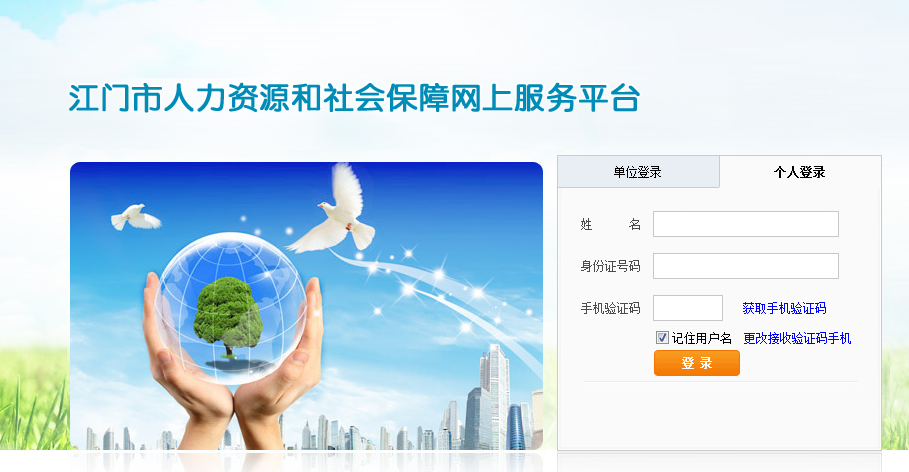 江门市人力资源和社会保障网上服务平台
单位登录 个人登录
姓 名
身份证号码
手机验证码 获取手机验证码
记住用户名 更改接收验证码手机
登 录